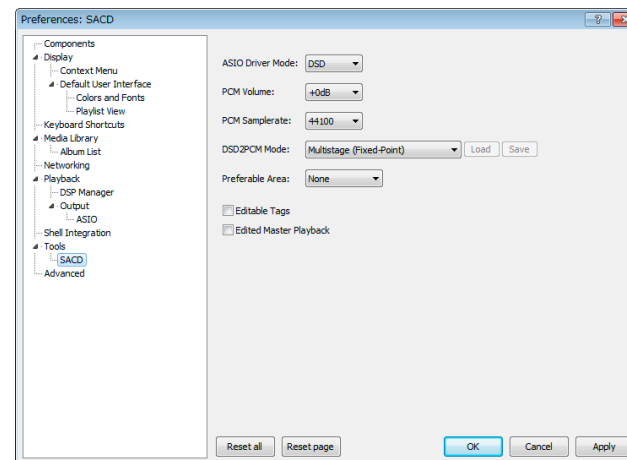 Preferences: SACD
?
Components
Display
Context Menu
Default User Interface
Colors and Fonts
Playlist View
Keyboard Shortcuts
Media Library
Album List
Networking
Playback
DSP Manager
Output
ASIO
Shell Integration
Tools
SACD
Advanced
ASIO Driver Mode: DSD
PCM Volume: +0dB
PCM Samplerate: 44100
DSD2PCM Mode: Multistage (Fixed-Point) Load Save
Preferable Area: None
Editable Tags
Edited Master Playback
Reset all Reset page OK Cancel Apply